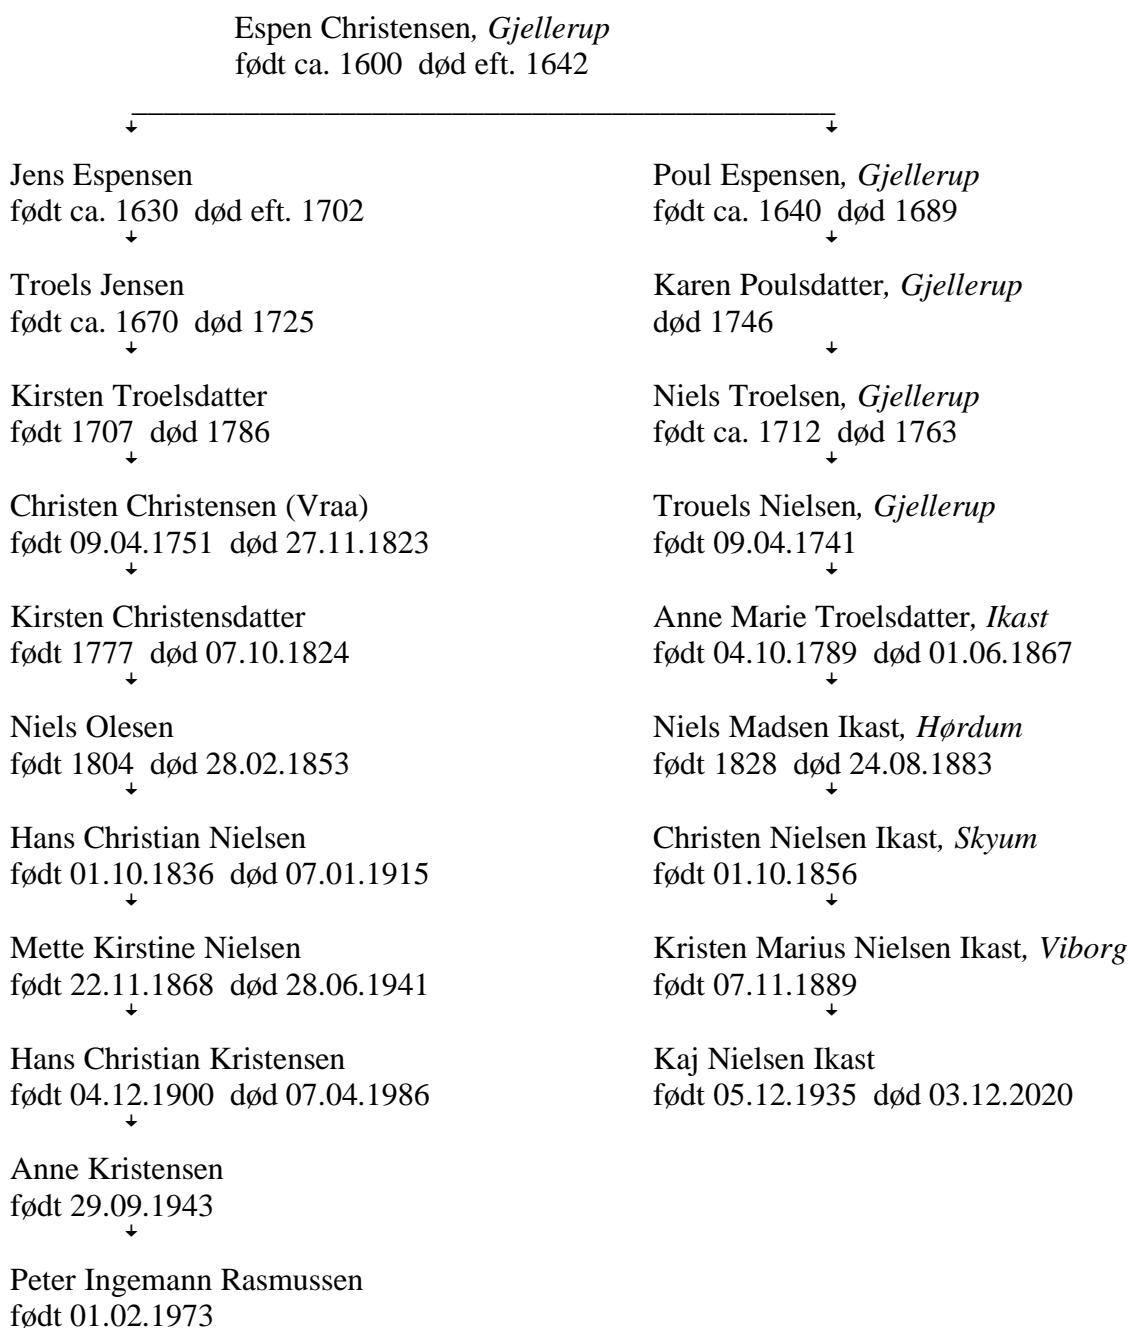 Espen Christensen, Gjellerup
født ca. 1600 død eft. 1642
Jens Espensen
født ca. 1630 død eft. 1702
Poul Espensen, Gjellerup
født ca. 1640 død 1689
Troels Jensen
født ca. 1670 død 1725
Karen Poulsdatter, Gjellerup
død 1746
Kirsten Troelsdatter
født 1707 død 1786
Niels Troelsen, Gjellerup
født ca. 1712 død 1763
Christen Christensen (Vraa)
født 09.04.1751 død 27.11.1823
Trouels Nielsen, Gjellerup
født 09.04.1741
Kirsten Christensdatter
født 1777 død 07.10.1824
Anne Marie Troelsdatter, Ikast
født 04.10.1789 død 01.06.1867
Niels Olesen
født 1804 død 28.02.1853
Niels Madsen Ikast, Hørdum
født 1828 død 24.08.1883
Hans Christian Nielsen
født 01.10.1836 død 07.01.1915
Christen Nielsen Ikast, Skyum
født 01.10.1856
Mette Kirstine Nielsen
født 22.11.1868 død 28.06.1941
Kristen Marius Nielsen Ikast, Viborg
født 07.11.1889
Hans Christian Kristensen
født 04.12.1900 død 07.04.1986
Kaj Nielsen Ikast
født 05.12.1935 død 03.12.2020
Anne Kristensen
født 29.09.1943
Peter Ingemann Rasmussen
født 01.02.1973